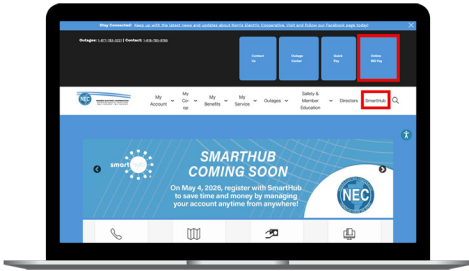 Stay Connected! Keep up with the latest news and updates about Norris Electric Cooperative. Visit and follow our Facebook page today! X
Outages: 1-877-783-2221 | Contact: 1-618-783-8765
Contact Us
Outage Center
Quick Pay
Online Bill Pay
NEC
My Account
My Co-op
My Benefits
My Service
Outages
Safety & Member Education
Directors
SmartHub
smart
SMARTHUB
COMING SOON
On May 4, 2026, register with SmartHub
to save time and money by managing
your account anytime from anywhere!
NEC